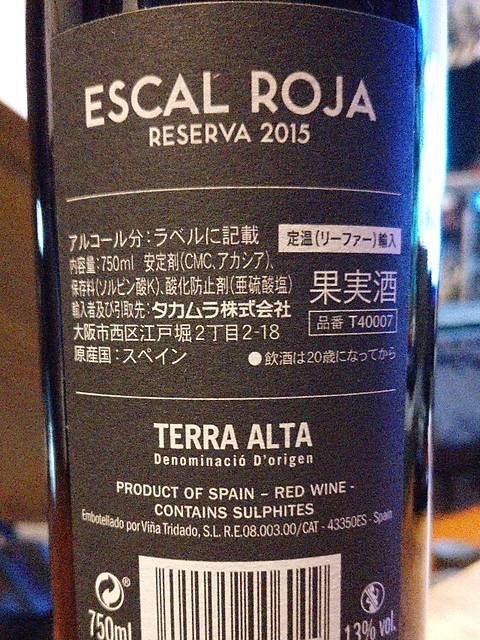 ESCAL ROJA
RESERVA 2015
アルコール分：ラベルに記載
定温(リーファー)輸入
内容量：750ml 安定剤(CMC､アカシア)､
保存料(ソルビン酸K)､酸化防止剤(亜硫酸塩)
果実酒
輸入者及び引取先：タカムラ株式会社
品番 T40007
大阪市西区江戸堀2丁目2-18
原産国：スペイン
●飲酒は20歳になってから
TERRA ALTA
Denominació D'origen
PRODUCT OF SPAIN – RED WINE -
CONTAINS SULPHITES
Embotellado por Viña Tridado, S.L. R.E.08.003.00/CAT - 43350ES - Spain
®
750ml
13% vol.